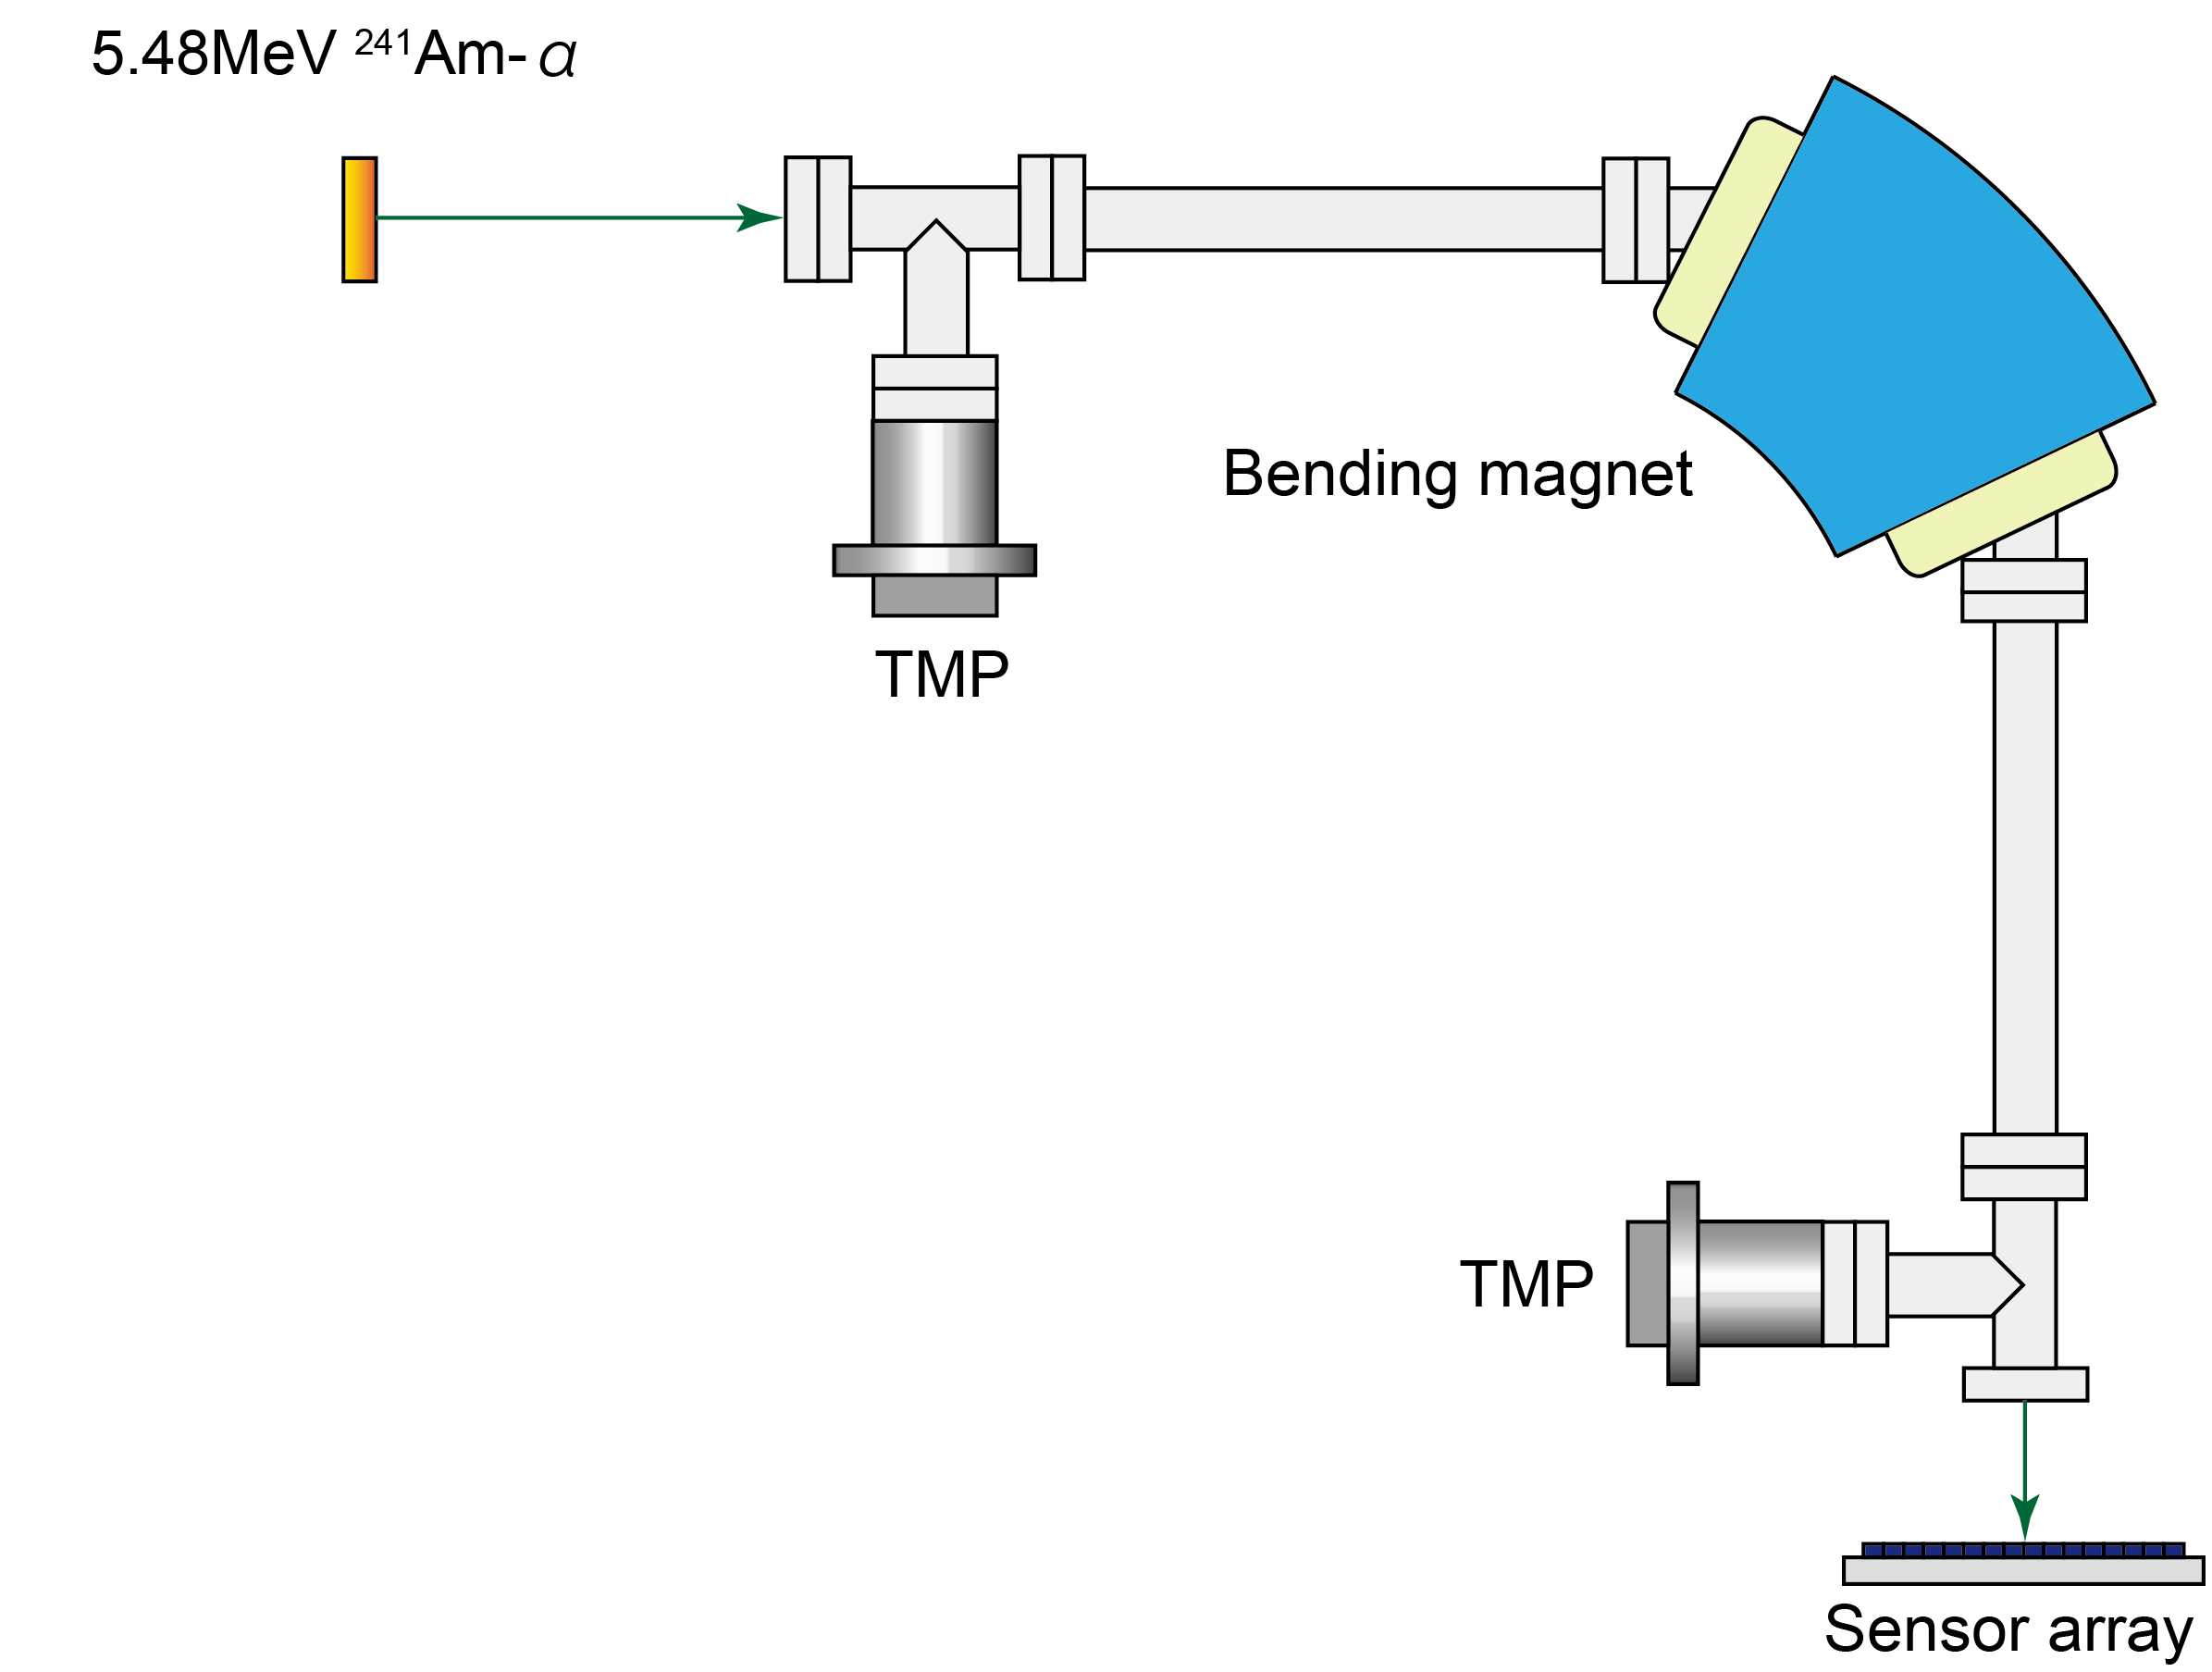 5.48MeV ²⁴¹Am-α
Bending magnet
TMP
TMP
Sensor array